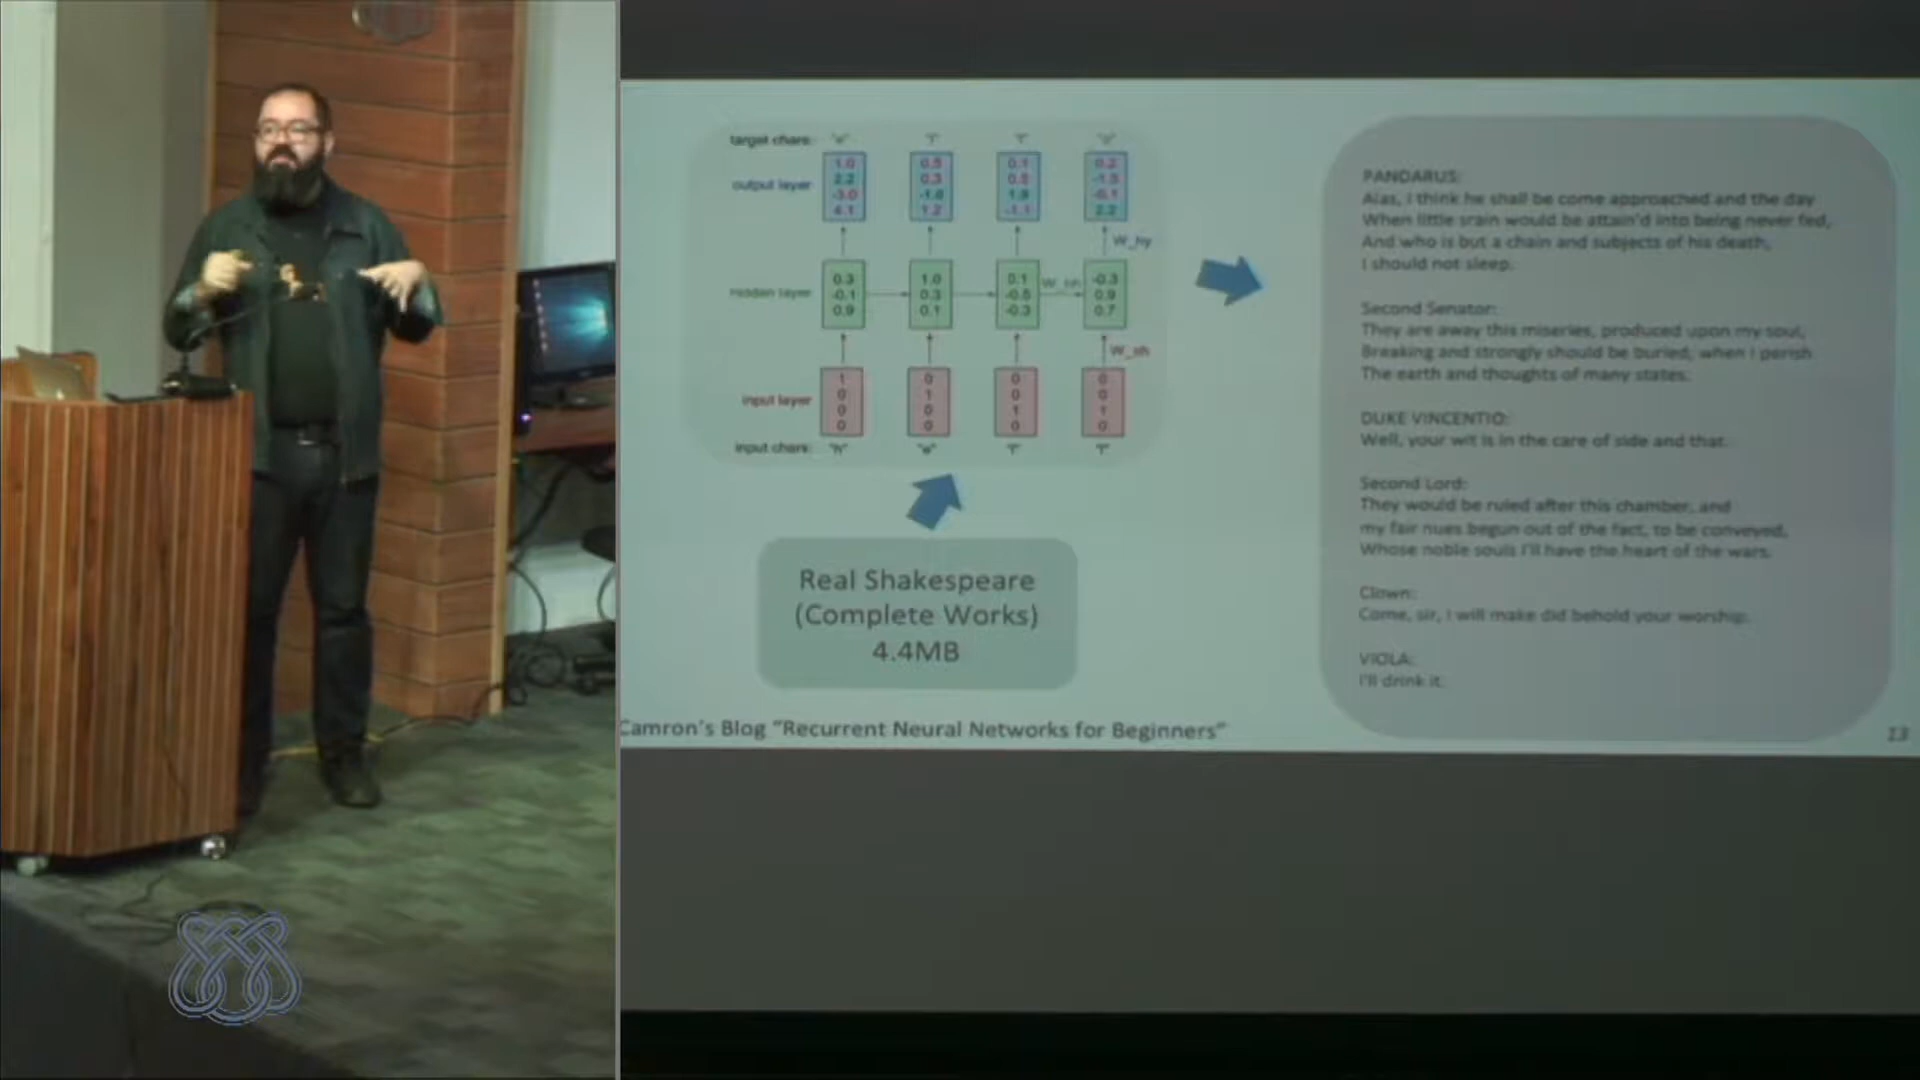 target chars: "e" "l" "l" "o"
output layer
1.0 0.5 0.1 0.2
2.2 0.3 0.5 -1.5
-3.0 -1.0 1.9 -0.1
4.1 1.2 -1.1 2.2
W_hy
hidden layer
0.3 1.0 0.1 -0.3
-0.1 0.3 -0.5 0.9
0.9 0.1 -0.3 0.7
W_hh
W_xh
input layer
1 0 0 0
0 1 0 0
0 0 1 1
0 0 0 0
input chars: "h" "e" "l" "l"
Real Shakespeare
(Complete Works)
4.4MB
Camron's Blog "Recurrent Neural Networks for Beginners"
PANDARUS:
Alas, I think he shall be come approached and the day
When little srain would be attain'd into being never fed,
And who is but a chain and subjects of his death,
I should not sleep.
Second Senator:
They are away this miseries, produced upon my soul,
Breaking and strongly should be buried, when I perish
The earth and thoughts of many states.
DUKE VINCENTIO:
Well, your wit is in the care of side and that.
Second Lord:
They would be ruled after this chamber, and
my fair nues begun out of the fact, to be conveyed,
Whose noble souls I'll have the heart of the wars.
Clown:
Come, sir, I will make did behold your worship.
VIOLA:
I'll drink it.
13